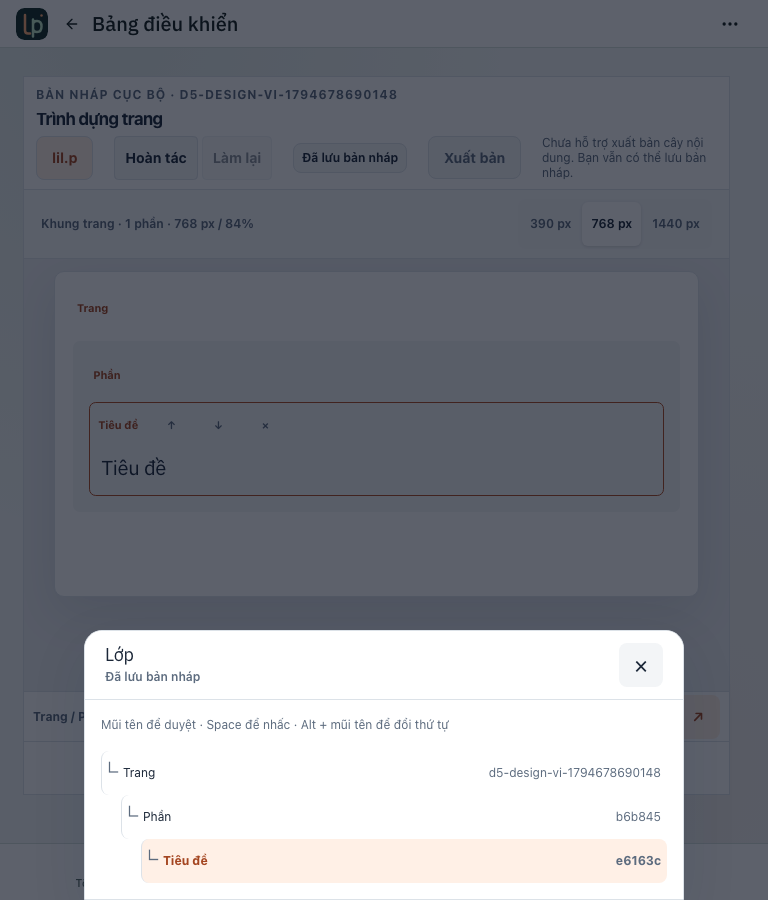 lp
Bảng điều khiển
BẢN NHÁP CỤC BỘ · D5-DESIGN-VI-1794678690148
Trình dựng trang
lil.p
Hoàn tác
Làm lại
Đã lưu bản nháp
Xuất bản
Chưa hỗ trợ xuất bản cây nội
dung. Bạn vẫn có thể lưu bản
nháp.
Khung trang · 1 phần · 768 px / 84%
390 px
768 px
1440 px
Trang
Phần
Tiêu đề ↑ ↓ ×
Tiêu đề
Lớp
Đã lưu bản nháp
Trang / P
Mũi tên để duyệt · Space để nhấc · Alt + mũi tên để đổi thứ tự
Trang d5-design-vi-1794678690148
Phần b6b845
Tiêu đề e6163c